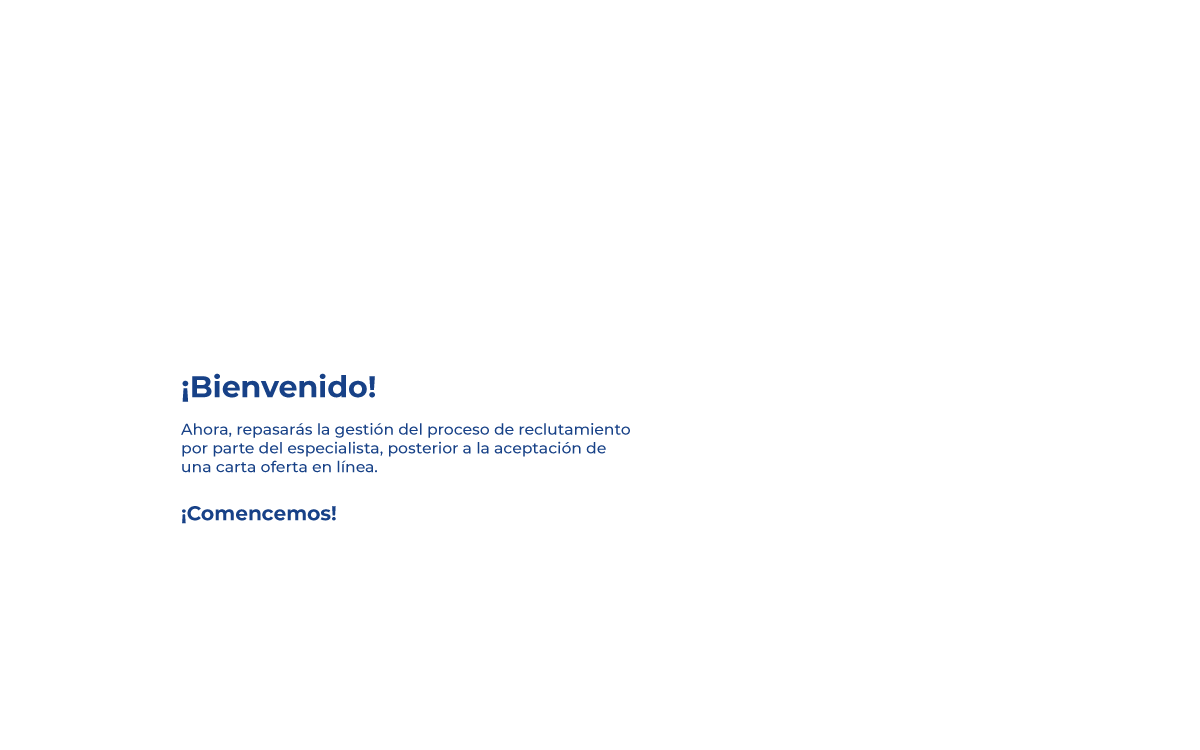 ¡Bienvenido!
Ahora, repasarás la gestión del proceso de reclutamiento
por parte del especialista, posterior a la aceptación de
una carta oferta en línea.
¡Comencemos!